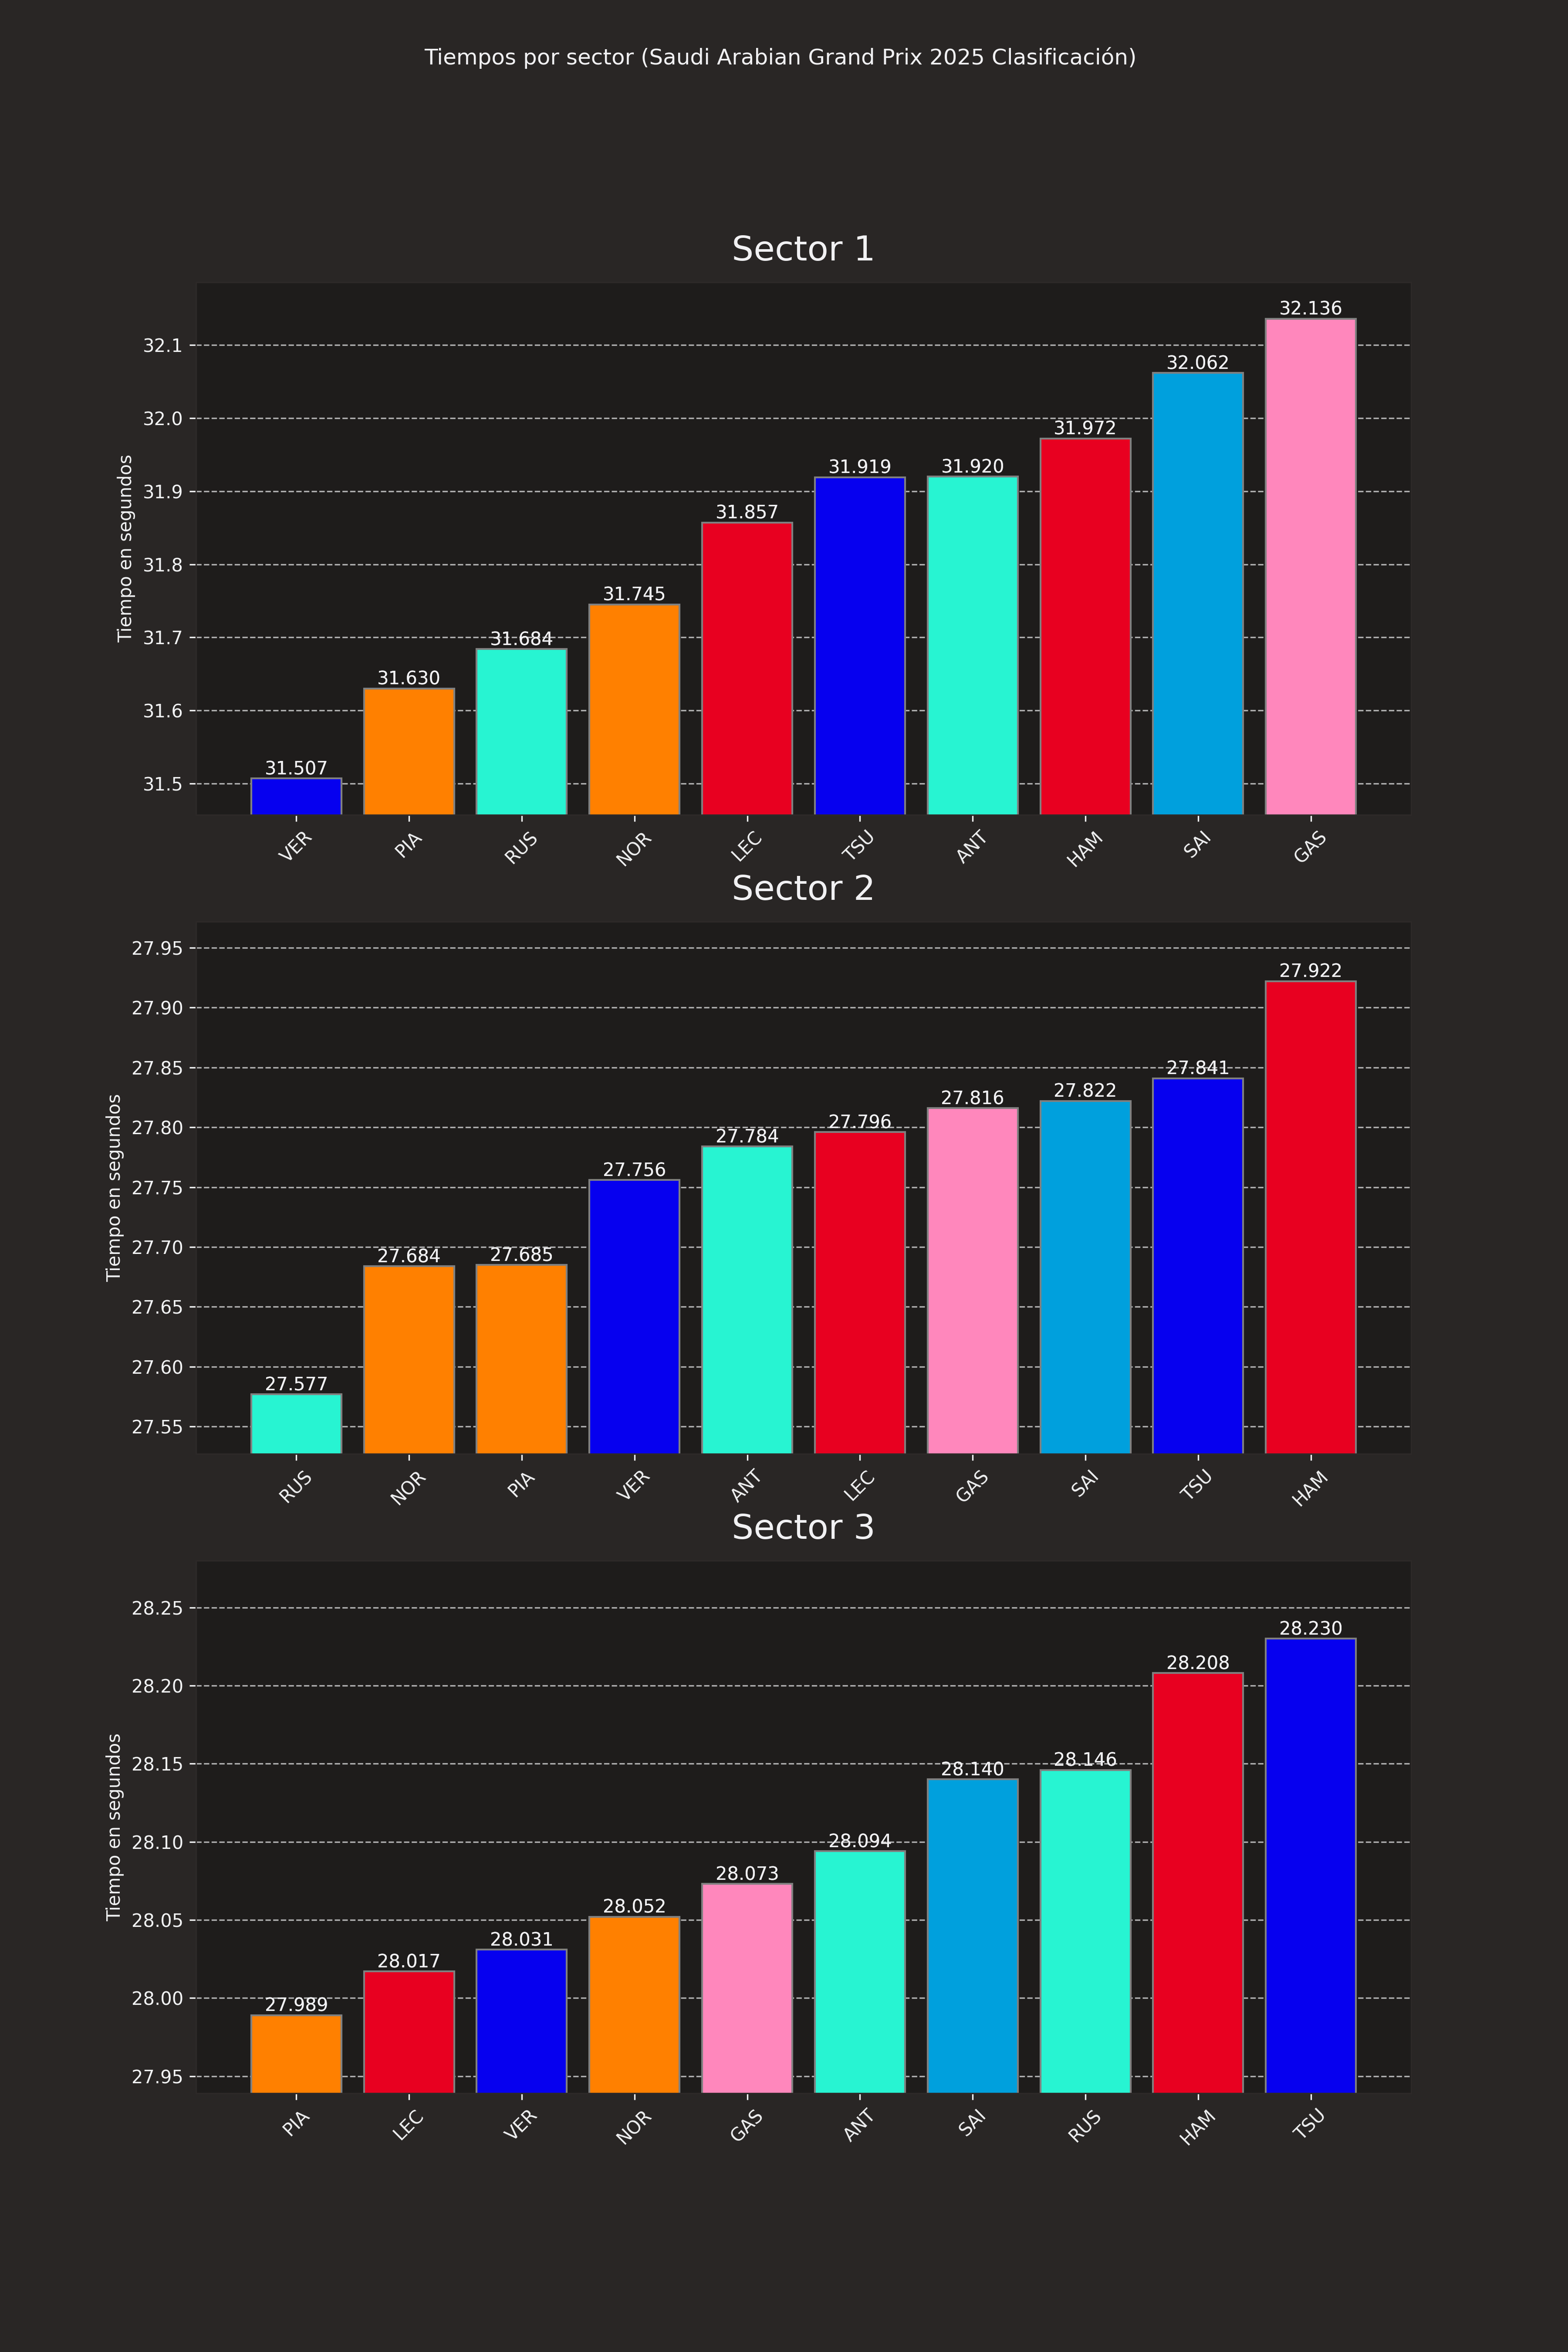 Tiempos por sector (Saudi Arabian Grand Prix 2025 Clasificación)
Sector 1
Tiempo en segundos
32.1
32.0
31.9
31.8
31.7
31.6
31.5
31.507
31.630
31.684
31.745
31.857
31.919
31.920
31.972
32.062
32.136
VER
PIA
RUS
NOR
LEC
TSU
ANT
HAM
SAI
GAS
Sector 2
Tiempo en segundos
27.95
27.90
27.85
27.80
27.75
27.70
27.65
27.60
27.55
27.577
27.684
27.685
27.756
27.784
27.796
27.816
27.822
27.841
27.922
RUS
NOR
PIA
VER
ANT
LEC
GAS
SAI
TSU
HAM
Sector 3
Tiempo en segundos
28.25
28.20
28.15
28.10
28.05
28.00
27.95
27.989
28.017
28.031
28.052
28.073
28.094
28.140
28.146
28.208
28.230
PIA
LEC
VER
NOR
GAS
ANT
SAI
RUS
HAM
TSU